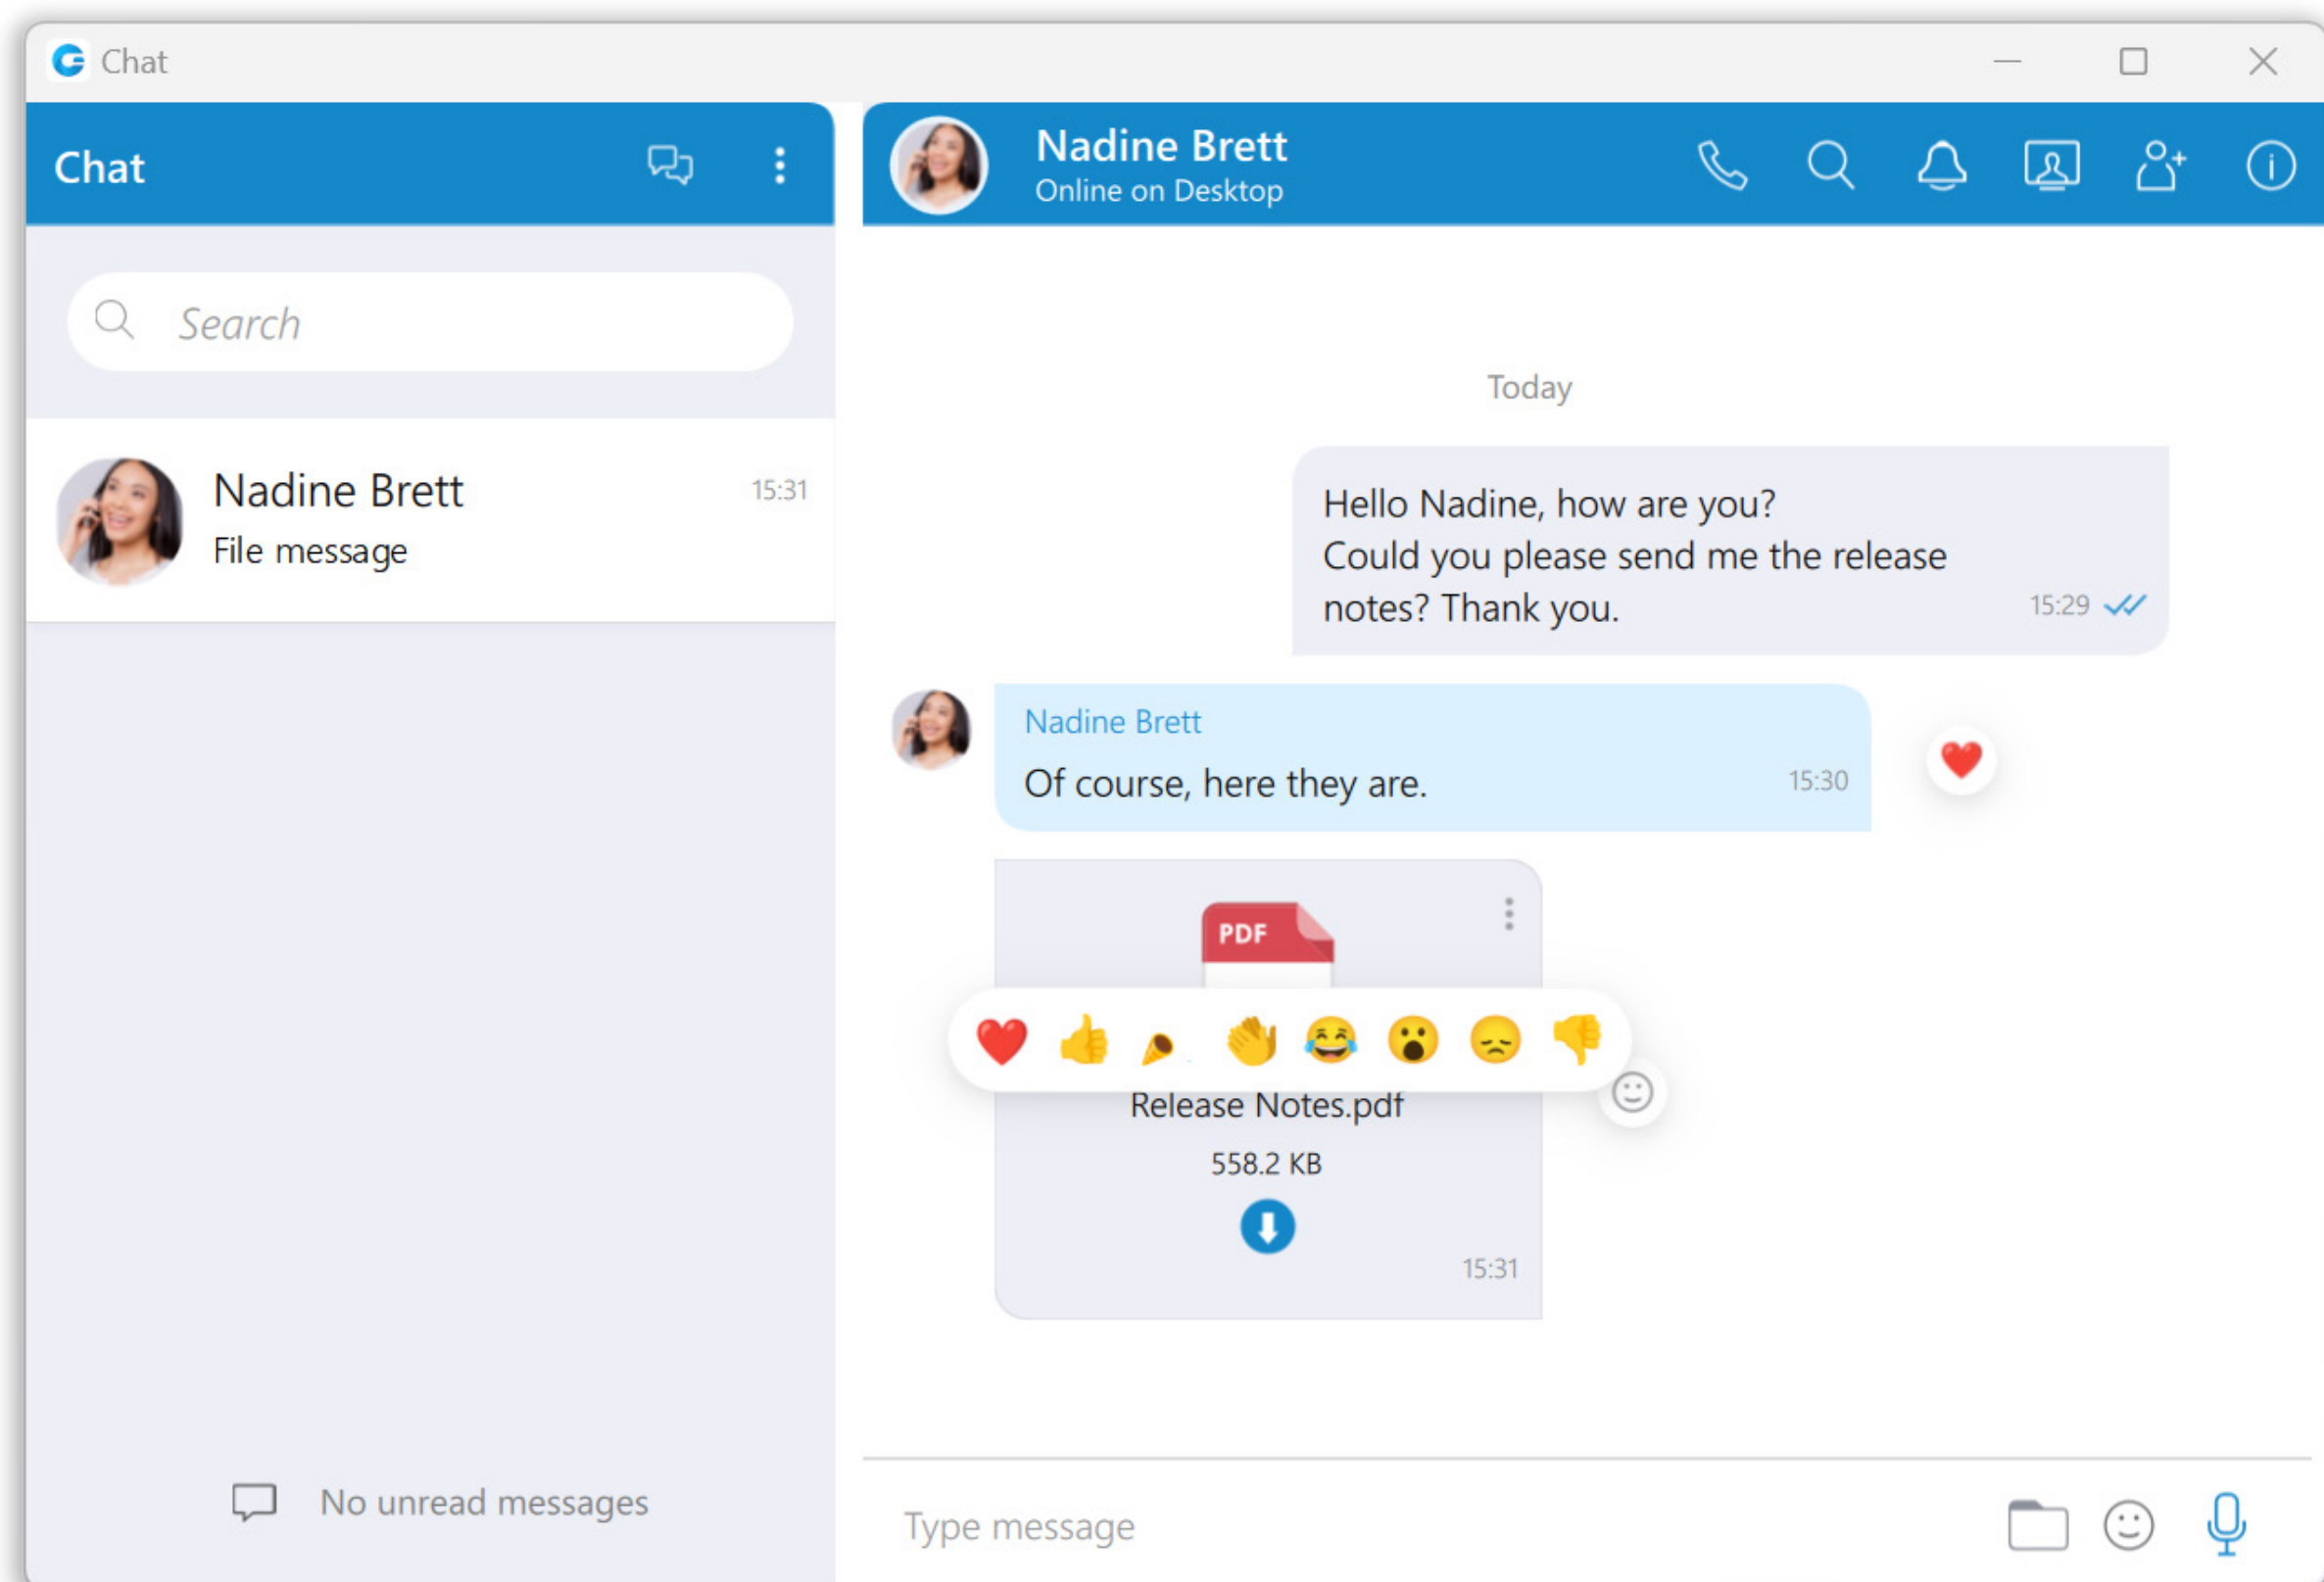 Chat
Chat
Search
Nadine Brett
15:31
File message
No unread messages
Nadine Brett
Online on Desktop
Today
Hello Nadine, how are you?
Could you please send me the release
notes? Thank you.
15:29
Nadine Brett
Of course, here they are.
15:30
PDF
Release Notes.pdf
558.2 KB
15:31
Type message